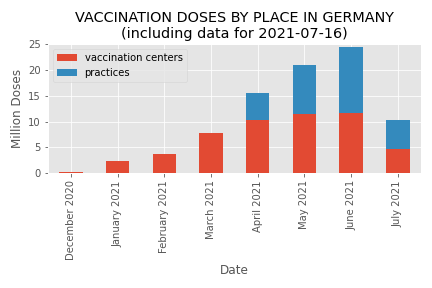 VACCINATION DOSES BY PLACE IN GERMANY
(including data for 2021-07-16)
25
20
15
10
5
0
Million Doses
vaccination centers
practices
December 2020
January 2021
February 2021
March 2021
April 2021
May 2021
June 2021
July 2021
Date